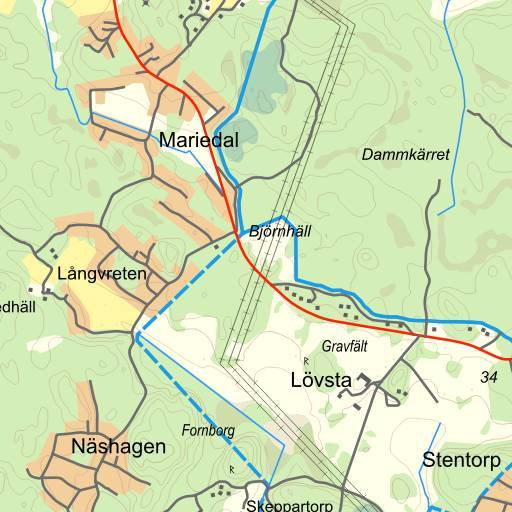 Mariedal
Dammkärret
Björnhäll
Långvreten
edhäll
Gravfält
R
Lövsta
34
Fornborg
Näshagen
Stentorp
R
Skeppartorp